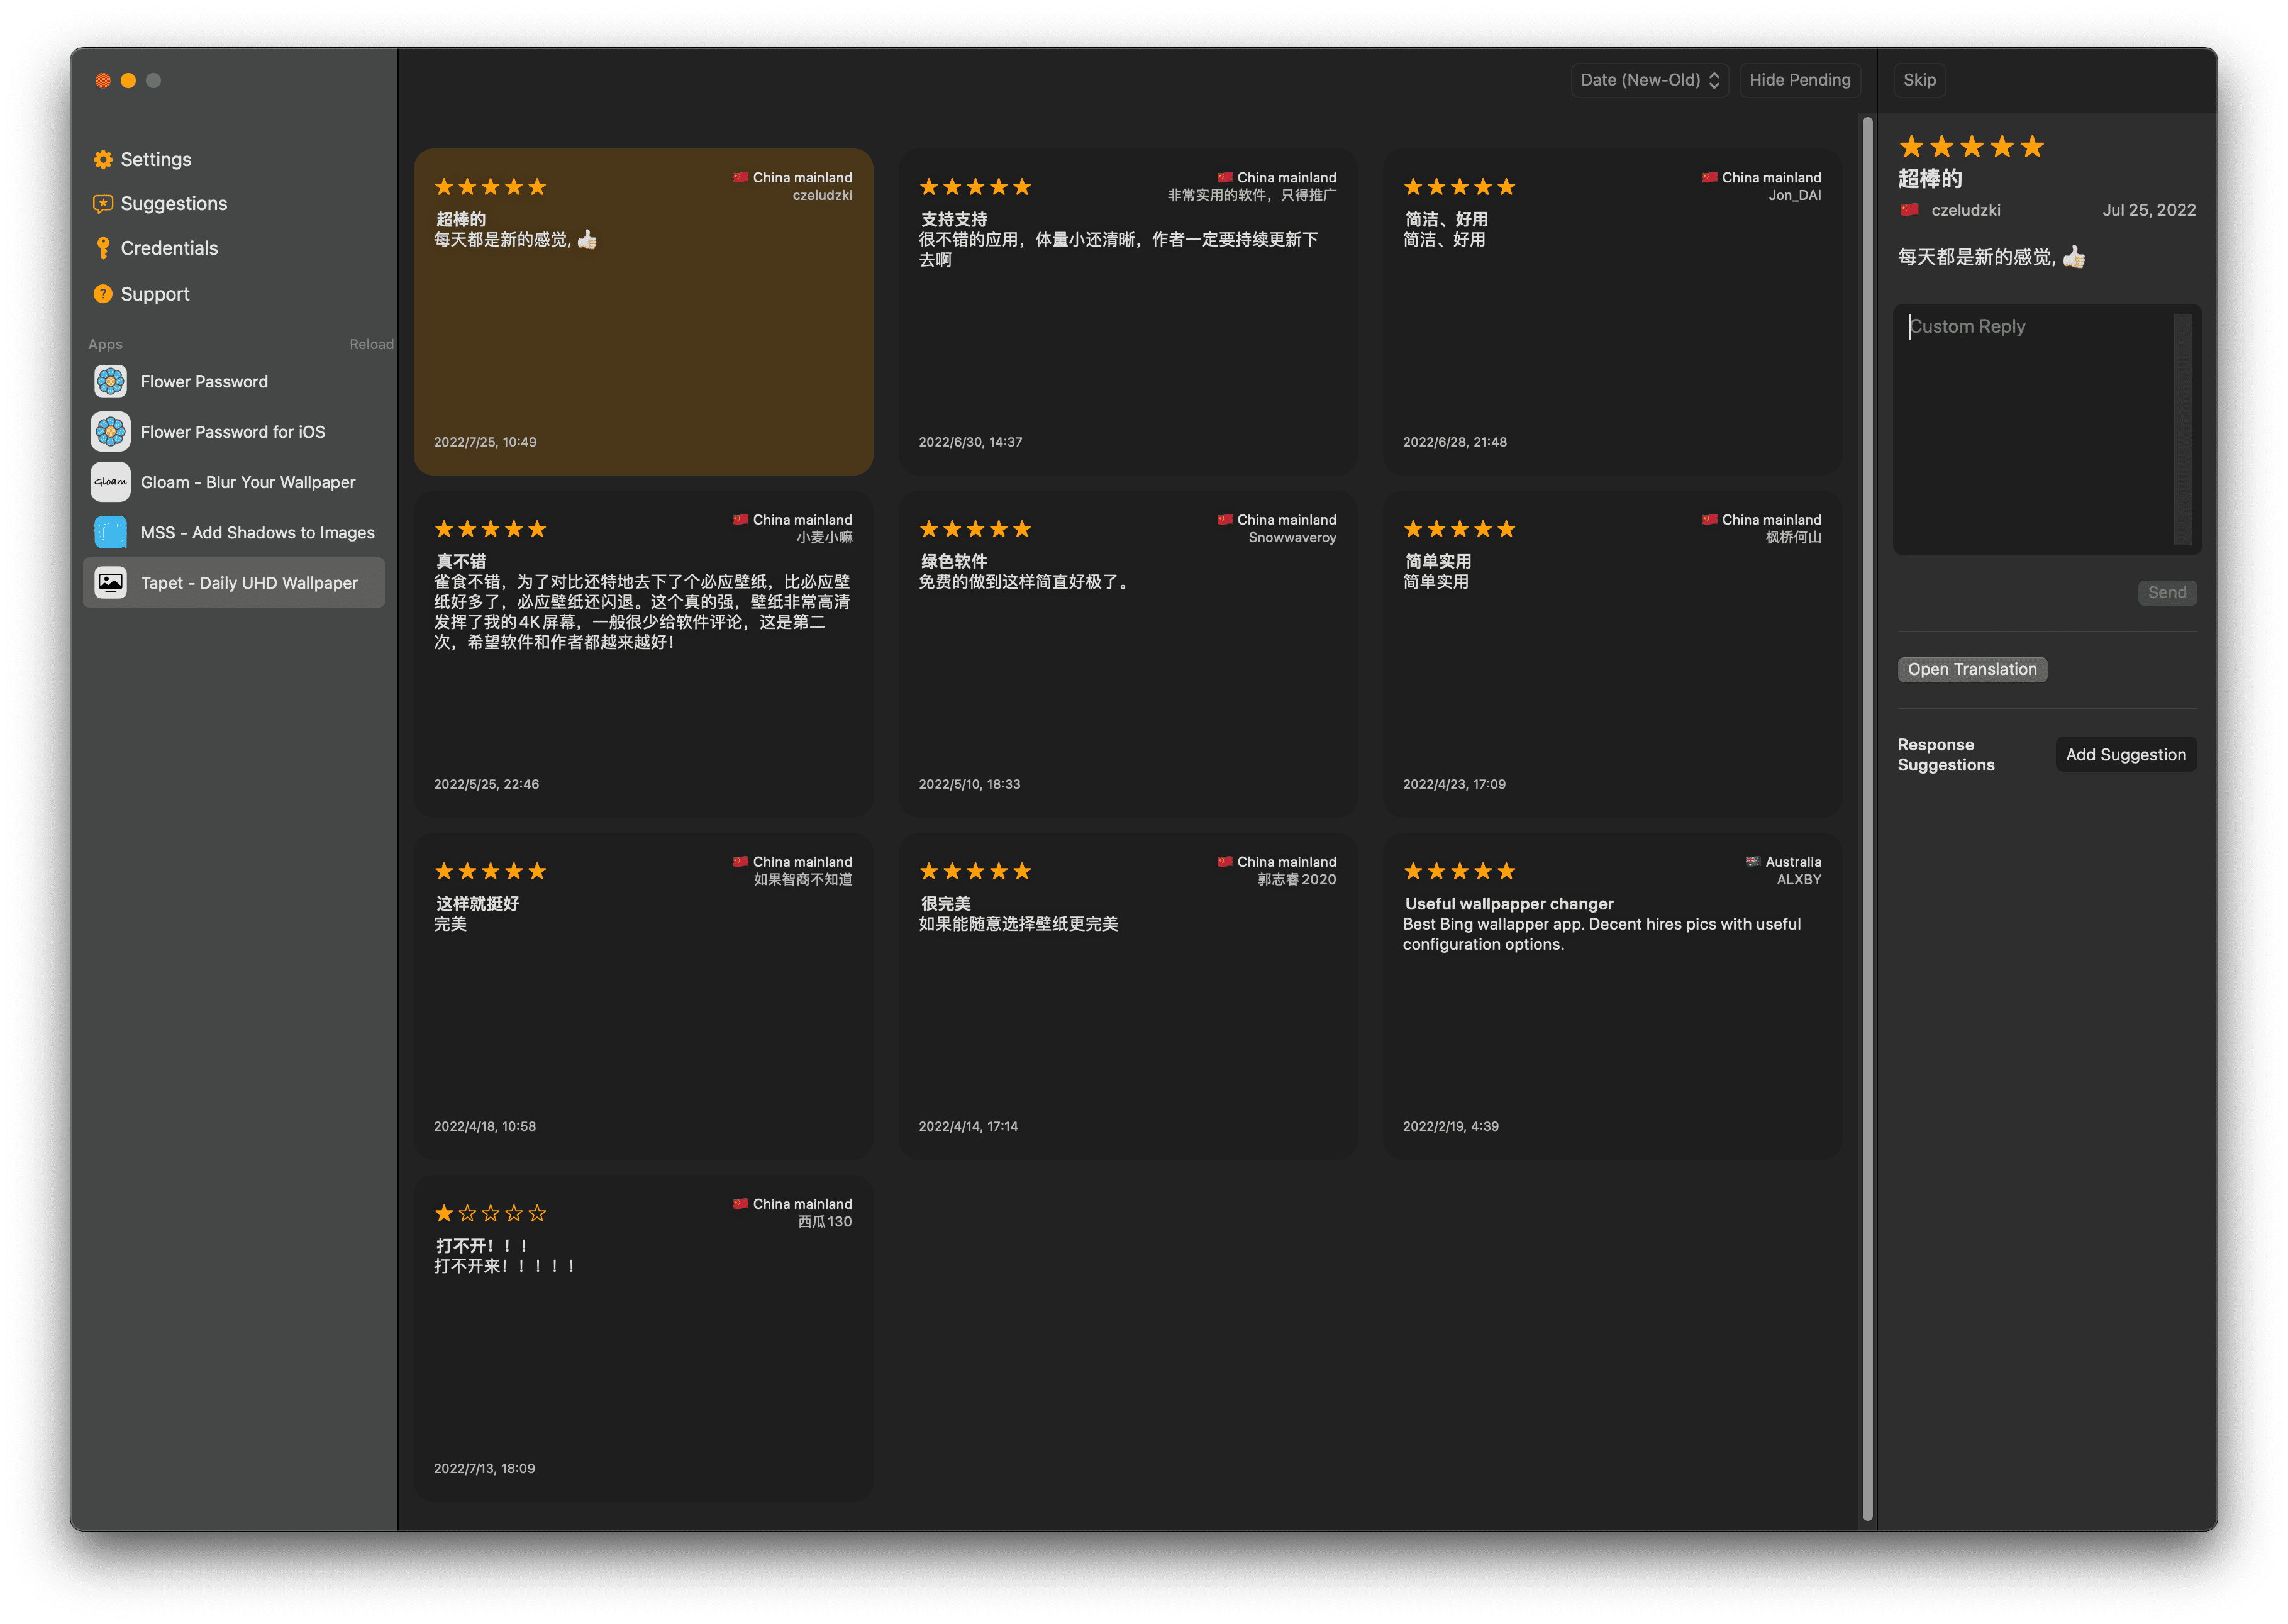 Settings
Suggestions
Credentials
Support
Apps
Reload
Flower Password
Flower Password for iOS
Gloam
Gloam - Blur Your Wallpaper
MSS - Add Shadows to Images
Tapet - Daily UHD Wallpaper
Date (New-Old)
Hide Pending
China mainland
czeludzki
超棒的
每天都是新的感觉, 👍🏻
2022/7/25, 10:49
China mainland
非常实用的软件，只得推广
支持支持
很不错的应用，体量小还清晰，作者一定要持续更新下
去啊
2022/6/30, 14:37
China mainland
Jon_DAI
简洁、好用
简洁、好用
2022/6/28, 21:48
China mainland
小麦小嘛
真不错
雀食不错，为了对比还特地去下了个必应壁纸，比必应壁
纸好多了，必应壁纸还闪退。这个真的强，壁纸非常高清
发挥了我的4K屏幕，一般很少给软件评论，这是第二
次，希望软件和作者都越来越好！
2022/5/25, 22:46
China mainland
Snowwaveroy
绿色软件
免费的做到这样简直好极了。
2022/5/10, 18:33
China mainland
枫桥何山
简单实用
简单实用
2022/4/23, 17:09
China mainland
如果智商不知道
这样就挺好
完美
2022/4/18, 10:58
China mainland
郭志睿2020
很完美
如果能随意选择壁纸更完美
2022/4/14, 17:14
Australia
ALXBY
Useful wallpapper changer
Best Bing wallapper app. Decent hires pics with useful
configuration options.
2022/2/19, 4:39
China mainland
西瓜130
打不开！！！
打不开来！！！！！
2022/7/13, 18:09
Skip
超棒的
czeludzki
Jul 25, 2022
每天都是新的感觉, 👍🏻
Custom Reply
Send
Open Translation
Response
Suggestions
Add Suggestion